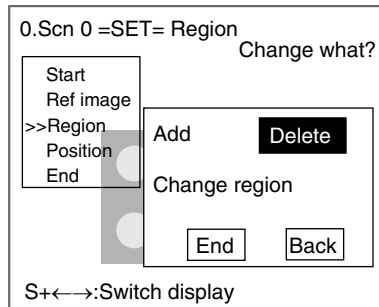 0.Scn 0 =SET= Region
Change what?
Start
Ref image
>>Region
Position
End
Add Delete
Change region
End Back
S+←→:Switch display